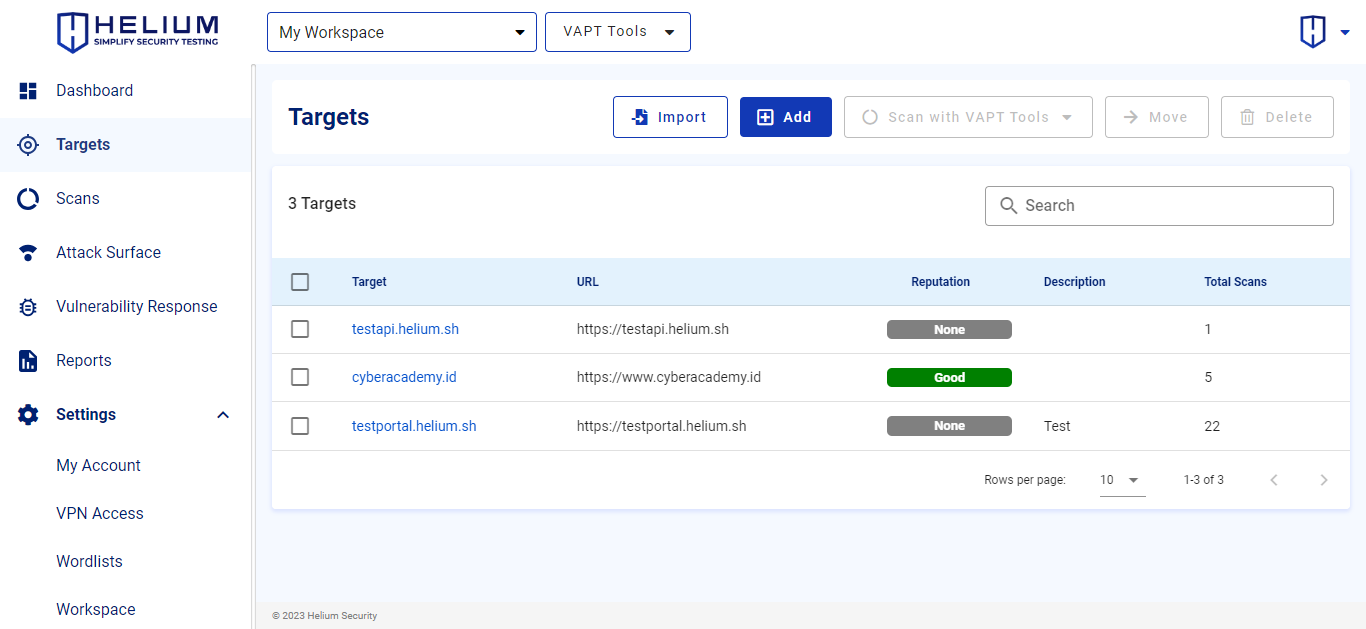 HELIUM
SIMPLIFY SECURITY TESTING
My Workspace
VAPT Tools
Dashboard
Targets
Scans
Attack Surface
Vulnerability Response
Reports
Settings
My Account
VPN Access
Wordlists
Workspace
Targets
Import
Add
Scan with VAPT Tools
Move
Delete
3 Targets
Search
Target URL Reputation Description Total Scans
testapi.helium.sh https://testapi.helium.sh None 1
cyberacademy.id https://www.cyberacademy.id Good 5
testportal.helium.sh https://testportal.helium.sh None Test 22
Rows per page: 10 1-3 of 3
© 2023 Helium Security